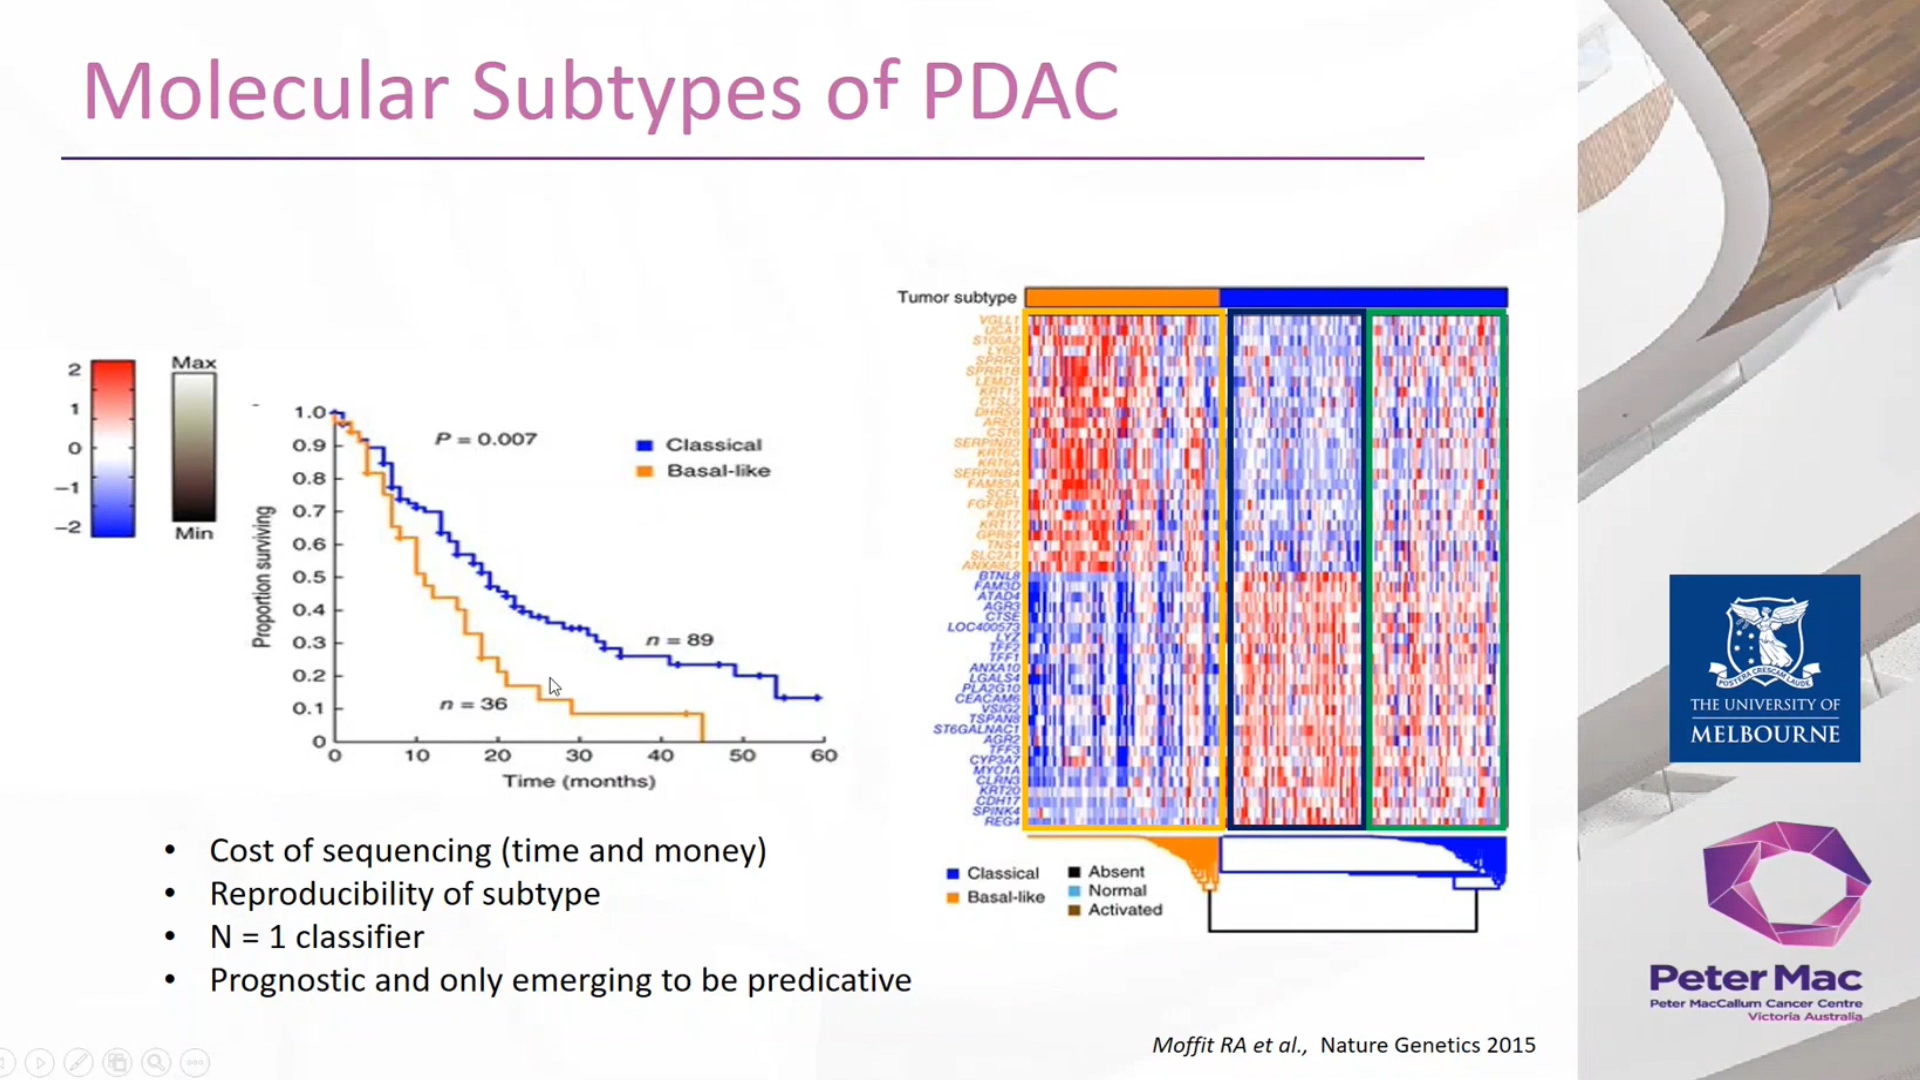 Molecular Subtypes of PDAC
2
1
0
−1
−2
Max
Min
1.0
0.9
0.8
0.7
0.6
0.5
0.4
0.3
0.2
0.1
0
Proportion surviving
P = 0.007
Classical
Basal-like
n = 89
n = 36
0 10 20 30 40 50 60
Time (months)
Tumor subtype
VGLL1
UCA1
S100A2
LY6D
SPRR3
SPRR1B
LEMD1
KRT15
CTSL2
DHRS9
AREG
CST6
SERPINB3
KRT6C
KRT6A
SERPINB4
FAM83A
SCEL
FGFBP1
KRT7
KRT17
GPR87
TNS4
SLC2A1
ANXA8L2
BTNL8
FAM3D
ATAD4
AGR3
CTSE
LOC400573
LYZ
TFF2
TFF1
ANXA10
LGALS4
PLA2G10
CEACAM6
VSIG2
TSPAN8
ST6GALNAC1
AGR2
TFF3
CYP3A7
MYO1A
CLRN3
KRT20
CDH17
SPINK4
REG4
Classical
Basal-like
Absent
Normal
Activated
• Cost of sequencing (time and money)
• Reproducibility of subtype
• N = 1 classifier
• Prognostic and only emerging to be predicative
Moffit RA et al., Nature Genetics 2015
THE UNIVERSITY OF
MELBOURNE
Peter Mac
Peter MacCallum Cancer Centre
Victoria Australia